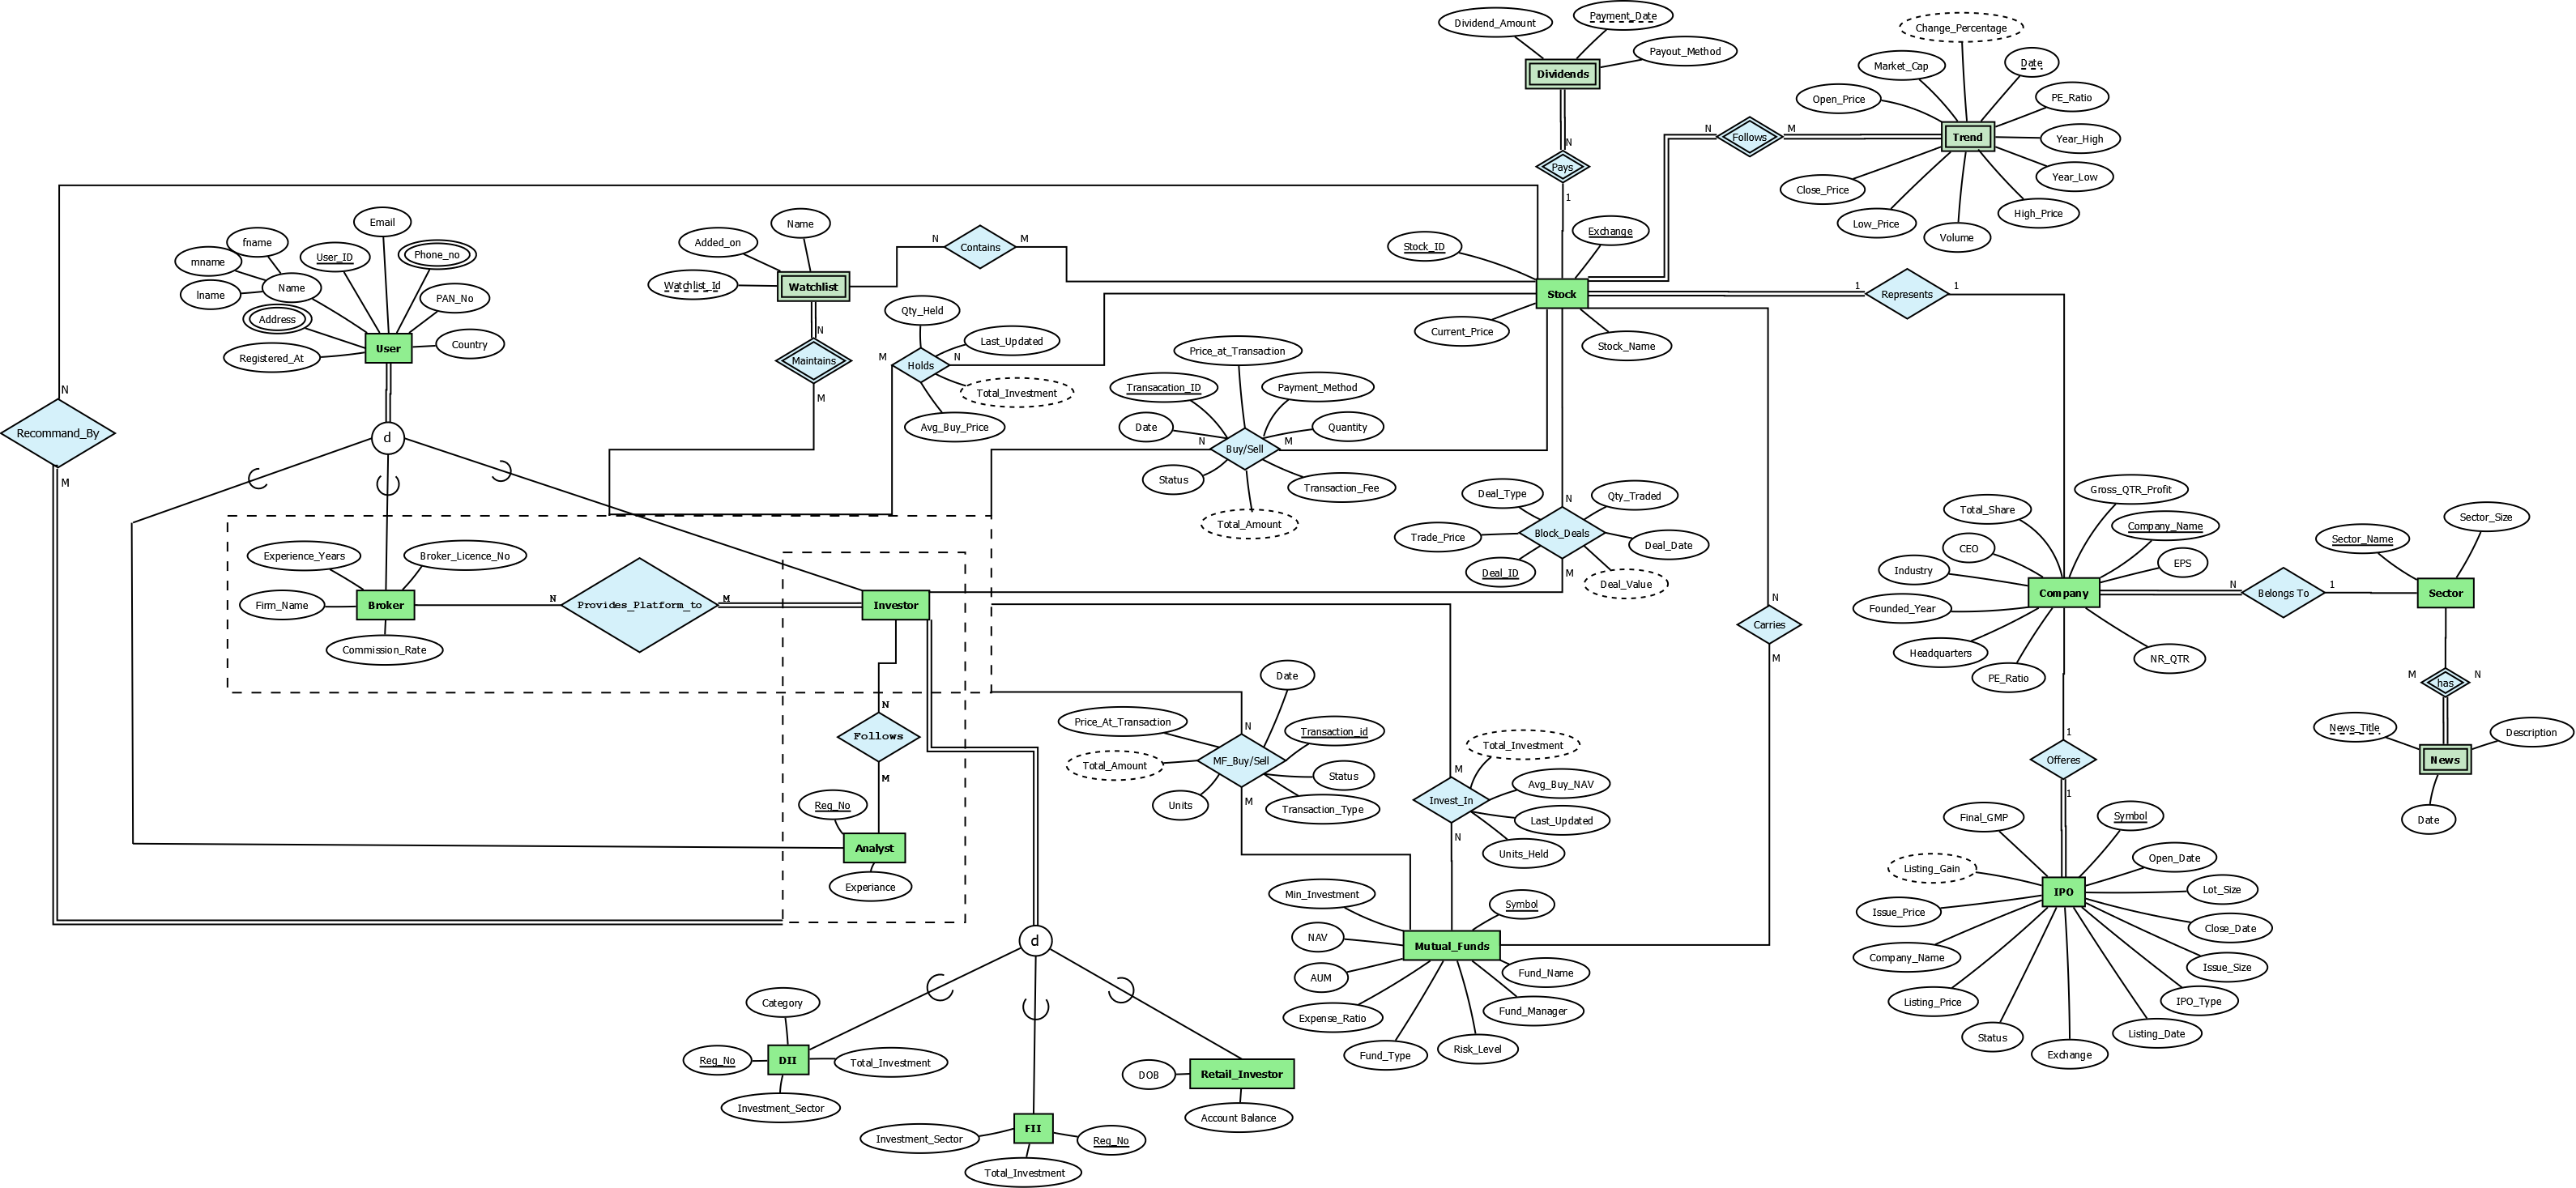 Dividend_Amount
Payment_Date
Payout_Method
Dividends
N
Pays
1
Change_Percentage
Market_Cap
Date
Open_Price
PE_Ratio
Year_High
Year_Low
High_Price
Volume
Low_Price
Close_Price
Trend
N
Follows
M
Email
fname
mname
lname
Name
User_ID
Phone_no
PAN_No
Address
Registered_At
Country
User
d
N
Recommand_By
M
Name
Added_on
Watchlist_Id
Watchlist
N
Maintains
M
N
Contains
M
Stock_ID
Exchange
Stock
Current_Price
Stock_Name
1
Represents
1
Qty_Held
Last_Updated
M
Holds
N
Total_Investment
Avg_Buy_Price
Price_at_Transaction
Transacation_ID
Payment_Method
Date
Quantity
N
Buy/Sell
M
Status
Transaction_Fee
Total_Amount
N
Deal_Type
Qty_Traded
Trade_Price
Block_Deals
Deal_Date
Deal_ID
M
Deal_Value
Experience_Years
Broker_Licence_No
Firm_Name
Broker
Commission_Rate
N
Provides_Platform_to
M
Investor
N
Follows
M
Reg_No
Analyst
Experiance
N
Carries
M
Gross_QTR_Profit
Total_Share
Company_Name
CEO
EPS
Industry
Company
Founded_Year
Headquarters
PE_Ratio
NR_QTR
N
Belongs To
1
Sector_Name
Sector_Size
Sector
M
has
N
News_Title
Description
News
Date
1
Offeres
1
Final_GMP
Symbol
Listing_Gain
Open_Date
IPO
Lot_Size
Issue_Price
Close_Date
Company_Name
Issue_Size
Listing_Price
IPO_Type
Status
Listing_Date
Exchange
Date
Price_At_Transaction
N
Transaction_id
Total_Amount
MF_Buy/Sell
Status
Units
M
Transaction_Type
Total_Investment
M
Avg_Buy_NAV
Invest_In
Last_Updated
N
Units_Held
Min_Investment
Symbol
NAV
Mutual_Funds
AUM
Fund_Name
Expense_Ratio
Fund_Manager
Fund_Type
Risk_Level
d
Category
Reg_No
DII
Total_Investment
Investment_Sector
DOB
Retail_Investor
Account Balance
Investment_Sector
FII
Reg_No
Total_Investment